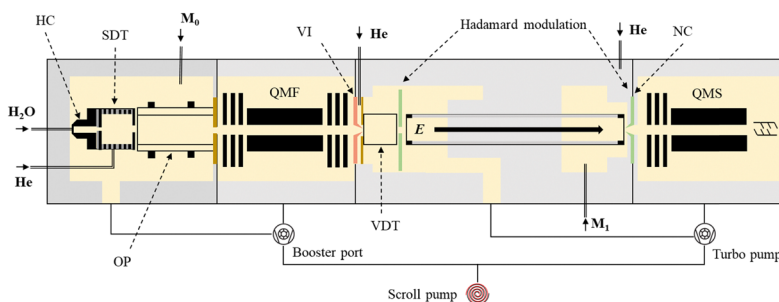 HC
SDT
M0
VI
He
Hadamard modulation
He
NC
H2O
QMF
E
QMS
He
OP
VDT
M1
Booster port
Turbo pump
Scroll pump